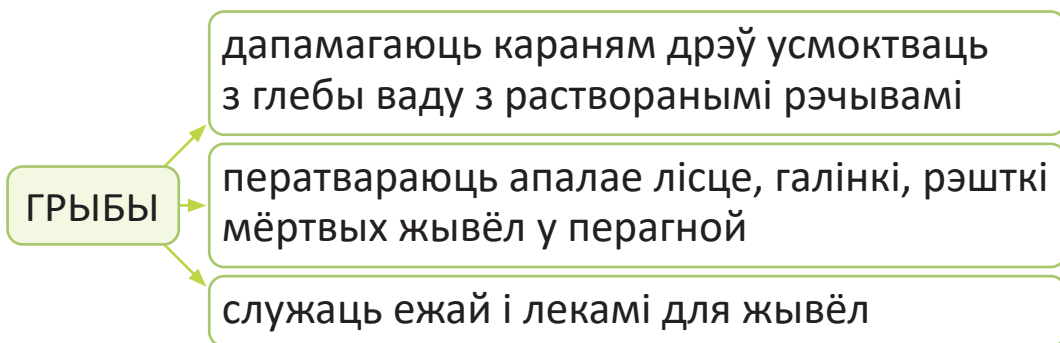 дапамагаюць караням дрэў усмоктваць
з глебы ваду з растворанымі рэчывамі
ГРЫБЫ
ператвараюць апалае лісце, галінкі, рэшткі
мёртвых жывёл у перагной
служаць ежай і лекамі для жывёл